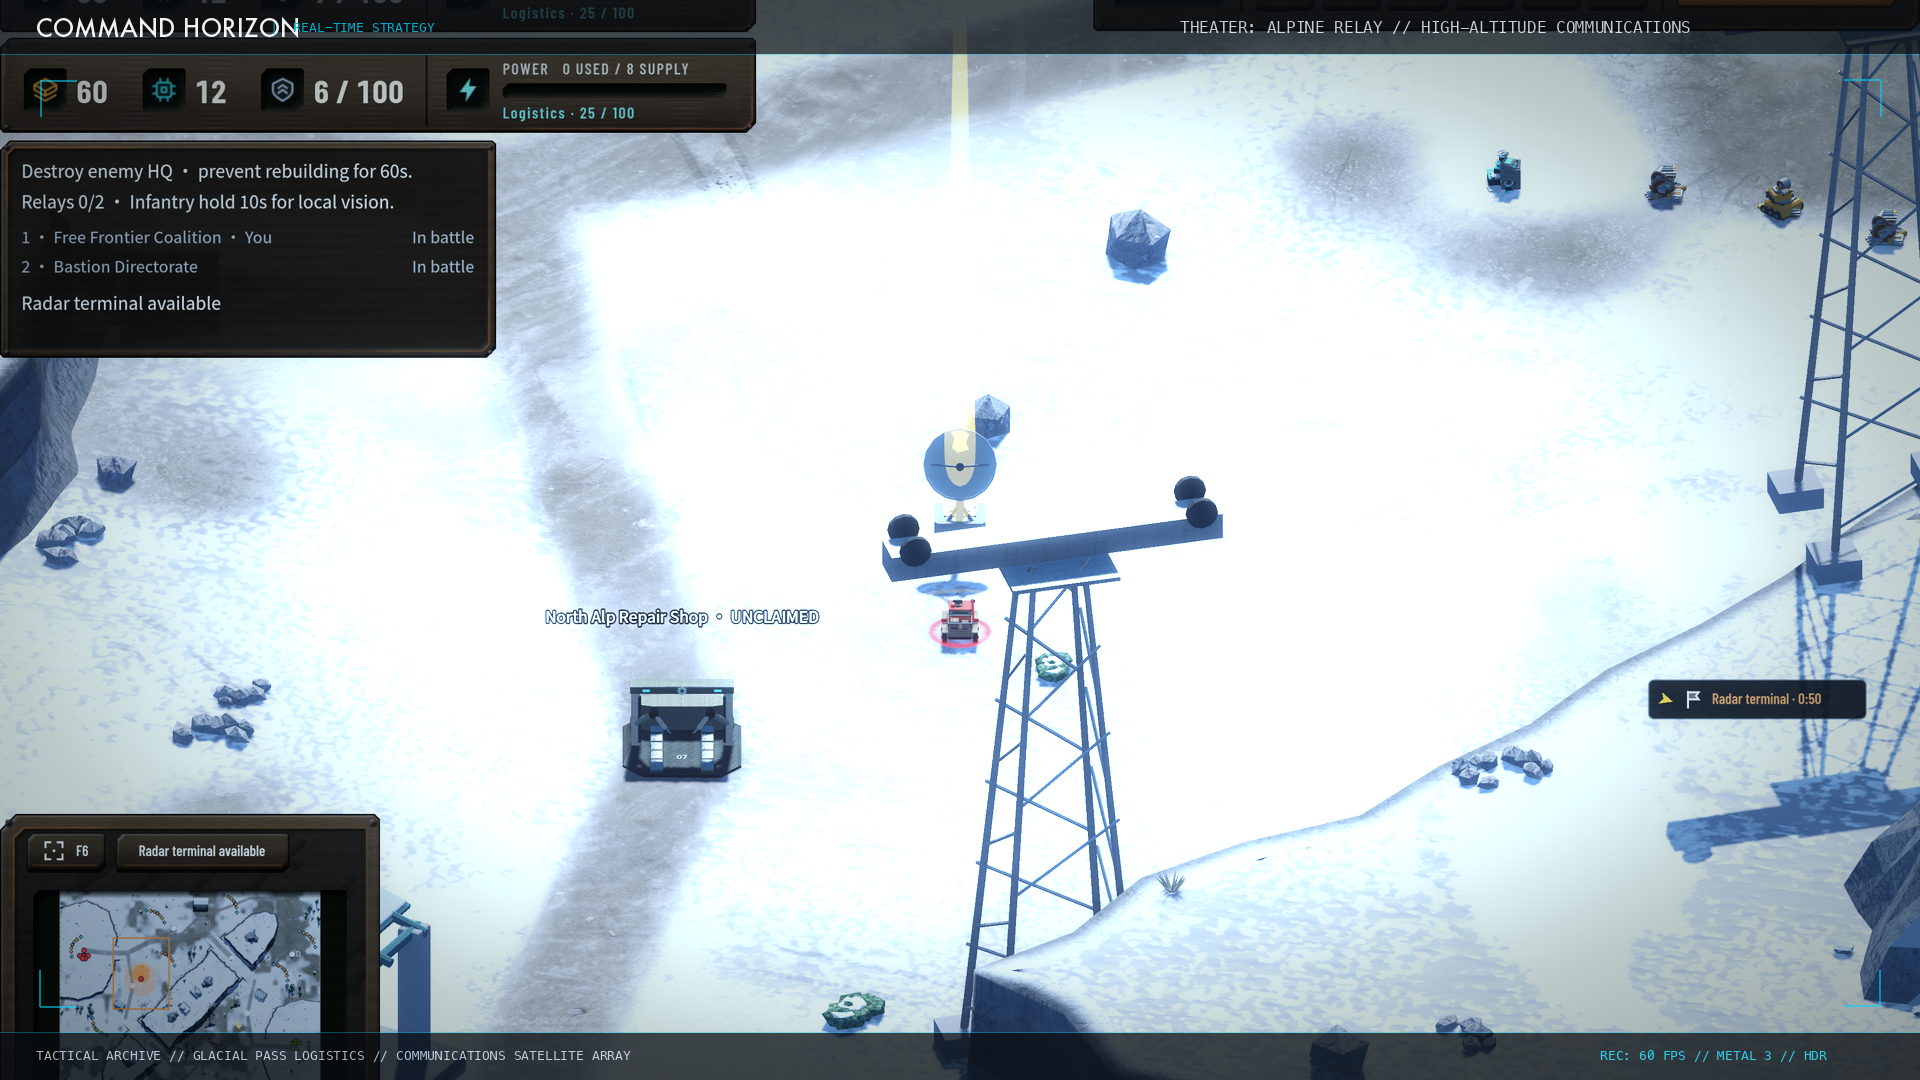 Logistics · 25 / 100
COMMAND HORIZON
REAL-TIME STRATEGY
THEATER: ALPINE RELAY // HIGH-ALTITUDE COMMUNICATIONS
60
12
6 / 100
POWER 0 USED / 8 SUPPLY
Logistics · 25 / 100
Destroy enemy HQ • prevent rebuilding for 60s.
Relays 0/2 • Infantry hold 10s for local vision.
1 • Free Frontier Coalition • You In battle
2 • Bastion Directorate In battle
Radar terminal available
North Alp Repair Shop • UNCLAIMED
07
Radar terminal · 0:50
F6
Radar terminal available
TACTICAL ARCHIVE // GLACIAL PASS LOGISTICS // COMMUNICATIONS SATELLITE ARRAY
REC: 60 FPS // METAL 3 // HDR